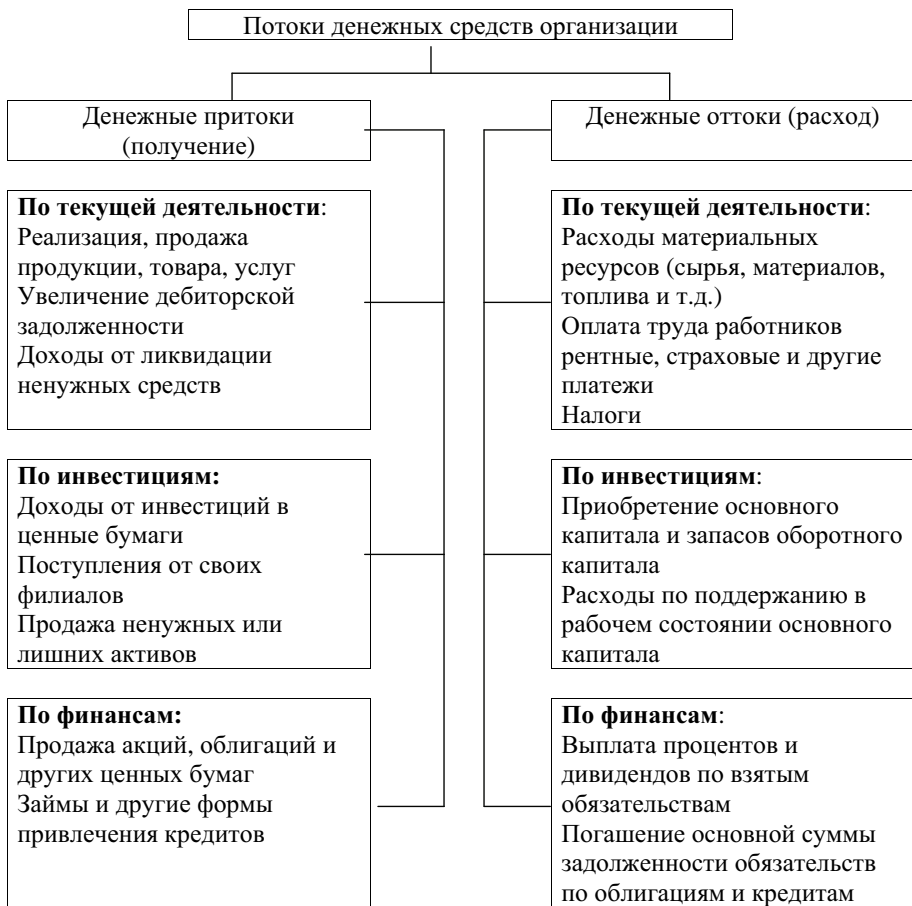 Потоки денежных средств организации
Денежные притоки
(получение)
Денежные оттоки (расход)
По текущей деятельности:
Реализация, продажа
продукции, товара, услуг
Увеличение дебиторской
задолженности
Доходы от ликвидации
ненужных средств
По текущей деятельности:
Расходы материальных
ресурсов (сырья, материалов,
топлива и т.д.)
Оплата труда работников
рентные, страховые и другие
платежи
Налоги
По инвестициям:
Доходы от инвестиций в
ценные бумаги
Поступления от своих
филиалов
Продажа ненужных или
лишних активов
По инвестициям:
Приобретение основного
капитала и запасов оборотного
капитала
Расходы по поддержанию в
рабочем состоянии основного
капитала
По финансам:
Продажа акций, облигаций и
других ценных бумаг
Займы и другие формы
привлечения кредитов
По финансам:
Выплата процентов и
дивидендов по взятым
обязательствам
Погашение основной суммы
задолженности обязательств
по облигациям и кредитам